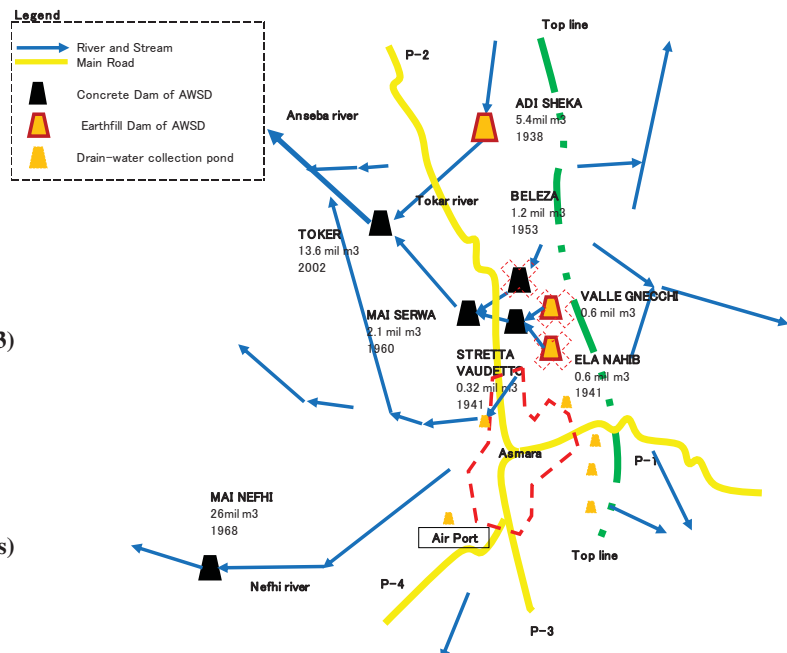 Legend
River and Stream
Main Road
Concrete Dam of AWSD
Earthfill Dam of AWSD
Drain-water collection pond
Top line
P-2
ADI SHEKA
5.4mil m3
1938
Anseba river
Tokar river
BELEZA
1.2 mil m3
1953
TOKER
13.6 mil m3
2002
VALLE GNECCHI
0.6 mil m3
MAI SERWA
2.1 mil m3
1960
3)
STRETTA
VAUDETTO
0.32 mil m3
1941
ELA NAHIB
0.6 mil m3
1941
Asmara
P-1
MAI NEFHI
26mil m3
1968
Air Port
s)
Top line
Nefhi river
P-4
P-3